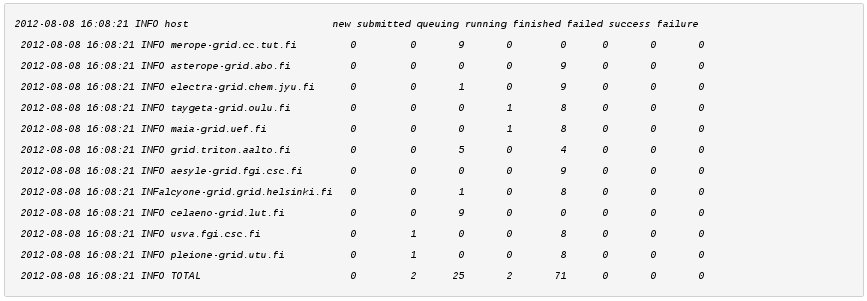 2012-08-08 16:08:21 INFO host new submitted queuing running finished failed success failure
2012-08-08 16:08:21 INFO merope-grid.cc.tut.fi 0 0 9 0 0 0 0 0
2012-08-08 16:08:21 INFO asterope-grid.abo.fi 0 0 0 0 9 0 0 0
2012-08-08 16:08:21 INFO electra-grid.chem.jyu.fi 0 0 1 0 9 0 0 0
2012-08-08 16:08:21 INFO taygeta-grid.oulu.fi 0 0 0 1 8 0 0 0
2012-08-08 16:08:21 INFO maia-grid.uef.fi 0 0 0 1 8 0 0 0
2012-08-08 16:08:21 INFO grid.triton.aalto.fi 0 0 5 0 4 0 0 0
2012-08-08 16:08:21 INFO aesyle-grid.fgi.csc.fi 0 0 0 0 9 0 0 0
2012-08-08 16:08:21 INFalcyone-grid.grid.helsinki.fi 0 0 1 0 8 0 0 0
2012-08-08 16:08:21 INFO celaeno-grid.lut.fi 0 0 9 0 0 0 0 0
2012-08-08 16:08:21 INFO usva.fgi.csc.fi 0 1 0 0 8 0 0 0
2012-08-08 16:08:21 INFO pleione-grid.utu.fi 0 1 0 0 8 0 0 0
2012-08-08 16:08:21 INFO TOTAL 0 2 25 2 71 0 0 0